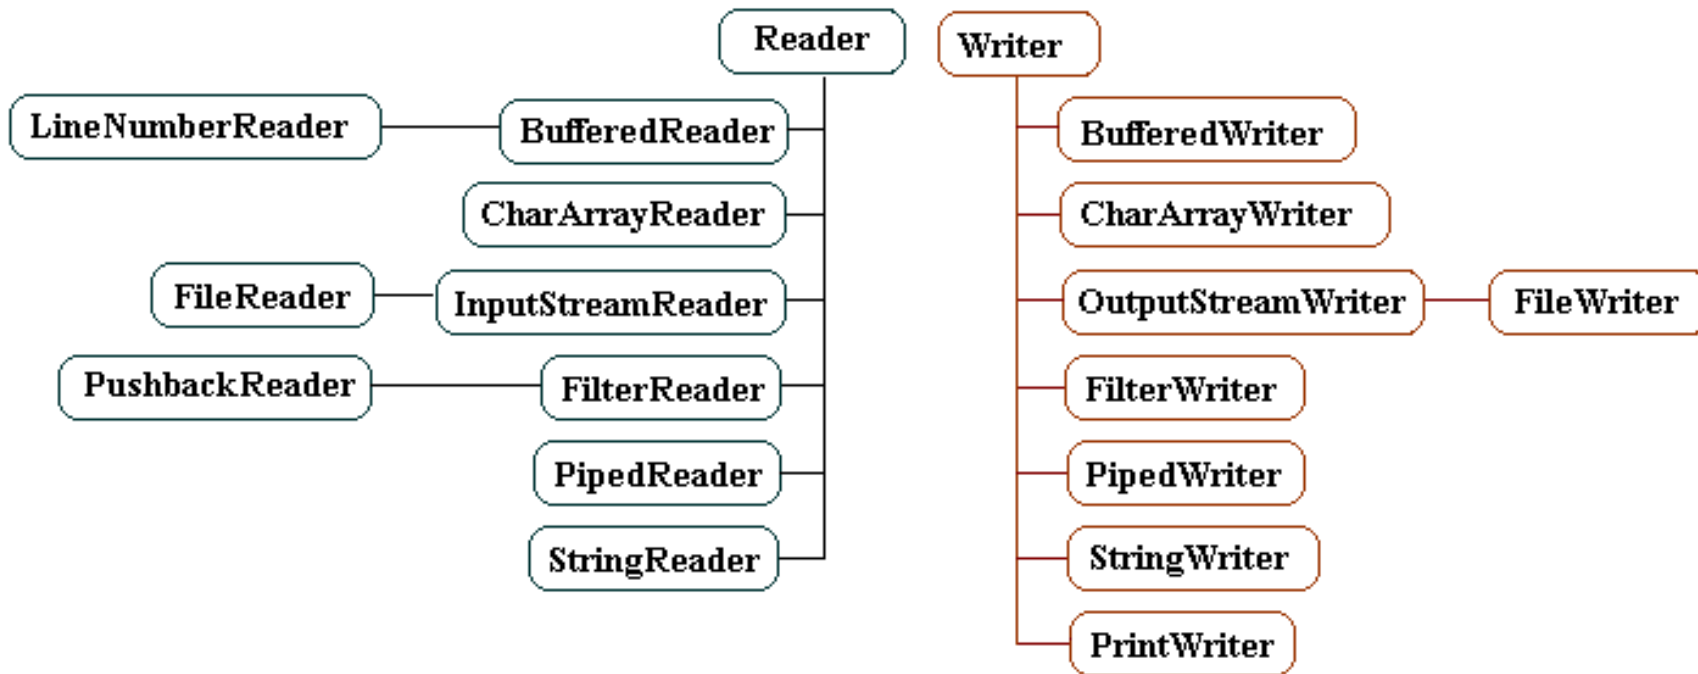 Reader
Writer
LineNumberReader
BufferedReader
BufferedWriter
CharArrayReader
CharArrayWriter
FileReader
InputStreamReader
OutputStreamWriter
FileWriter
PushbackReader
FilterReader
FilterWriter
PipedReader
PipedWriter
StringReader
StringWriter
PrintWriter